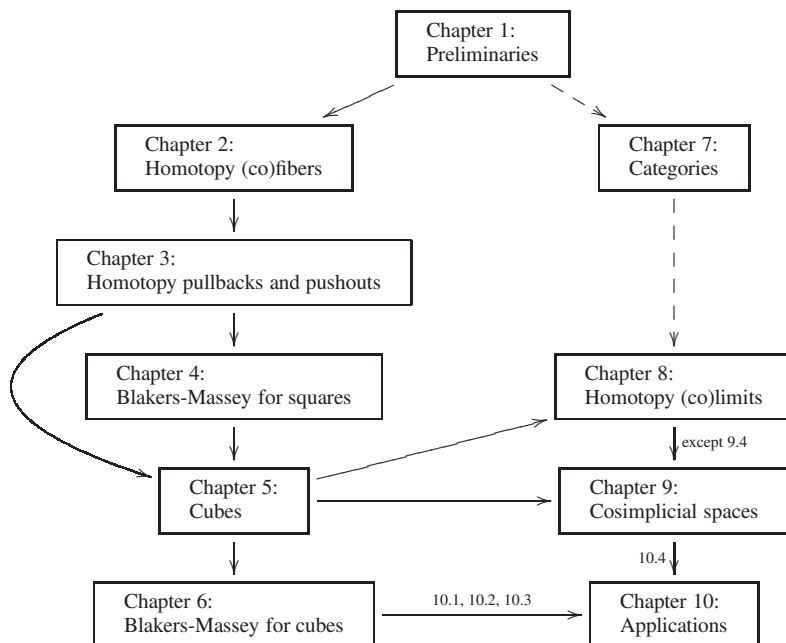 Chapter 1:
Preliminaries
Chapter 2:
Homotopy (co)fibers
Chapter 7:
Categories
Chapter 3:
Homotopy pullbacks and pushouts
Chapter 4:
Blakers-Massey for squares
Chapter 8:
Homotopy (co)limits
except 9.4
Chapter 5:
Cubes
Chapter 9:
Cosimplicial spaces
10.4
Chapter 6:
Blakers-Massey for cubes
10.1, 10.2, 10.3
Chapter 10:
Applications